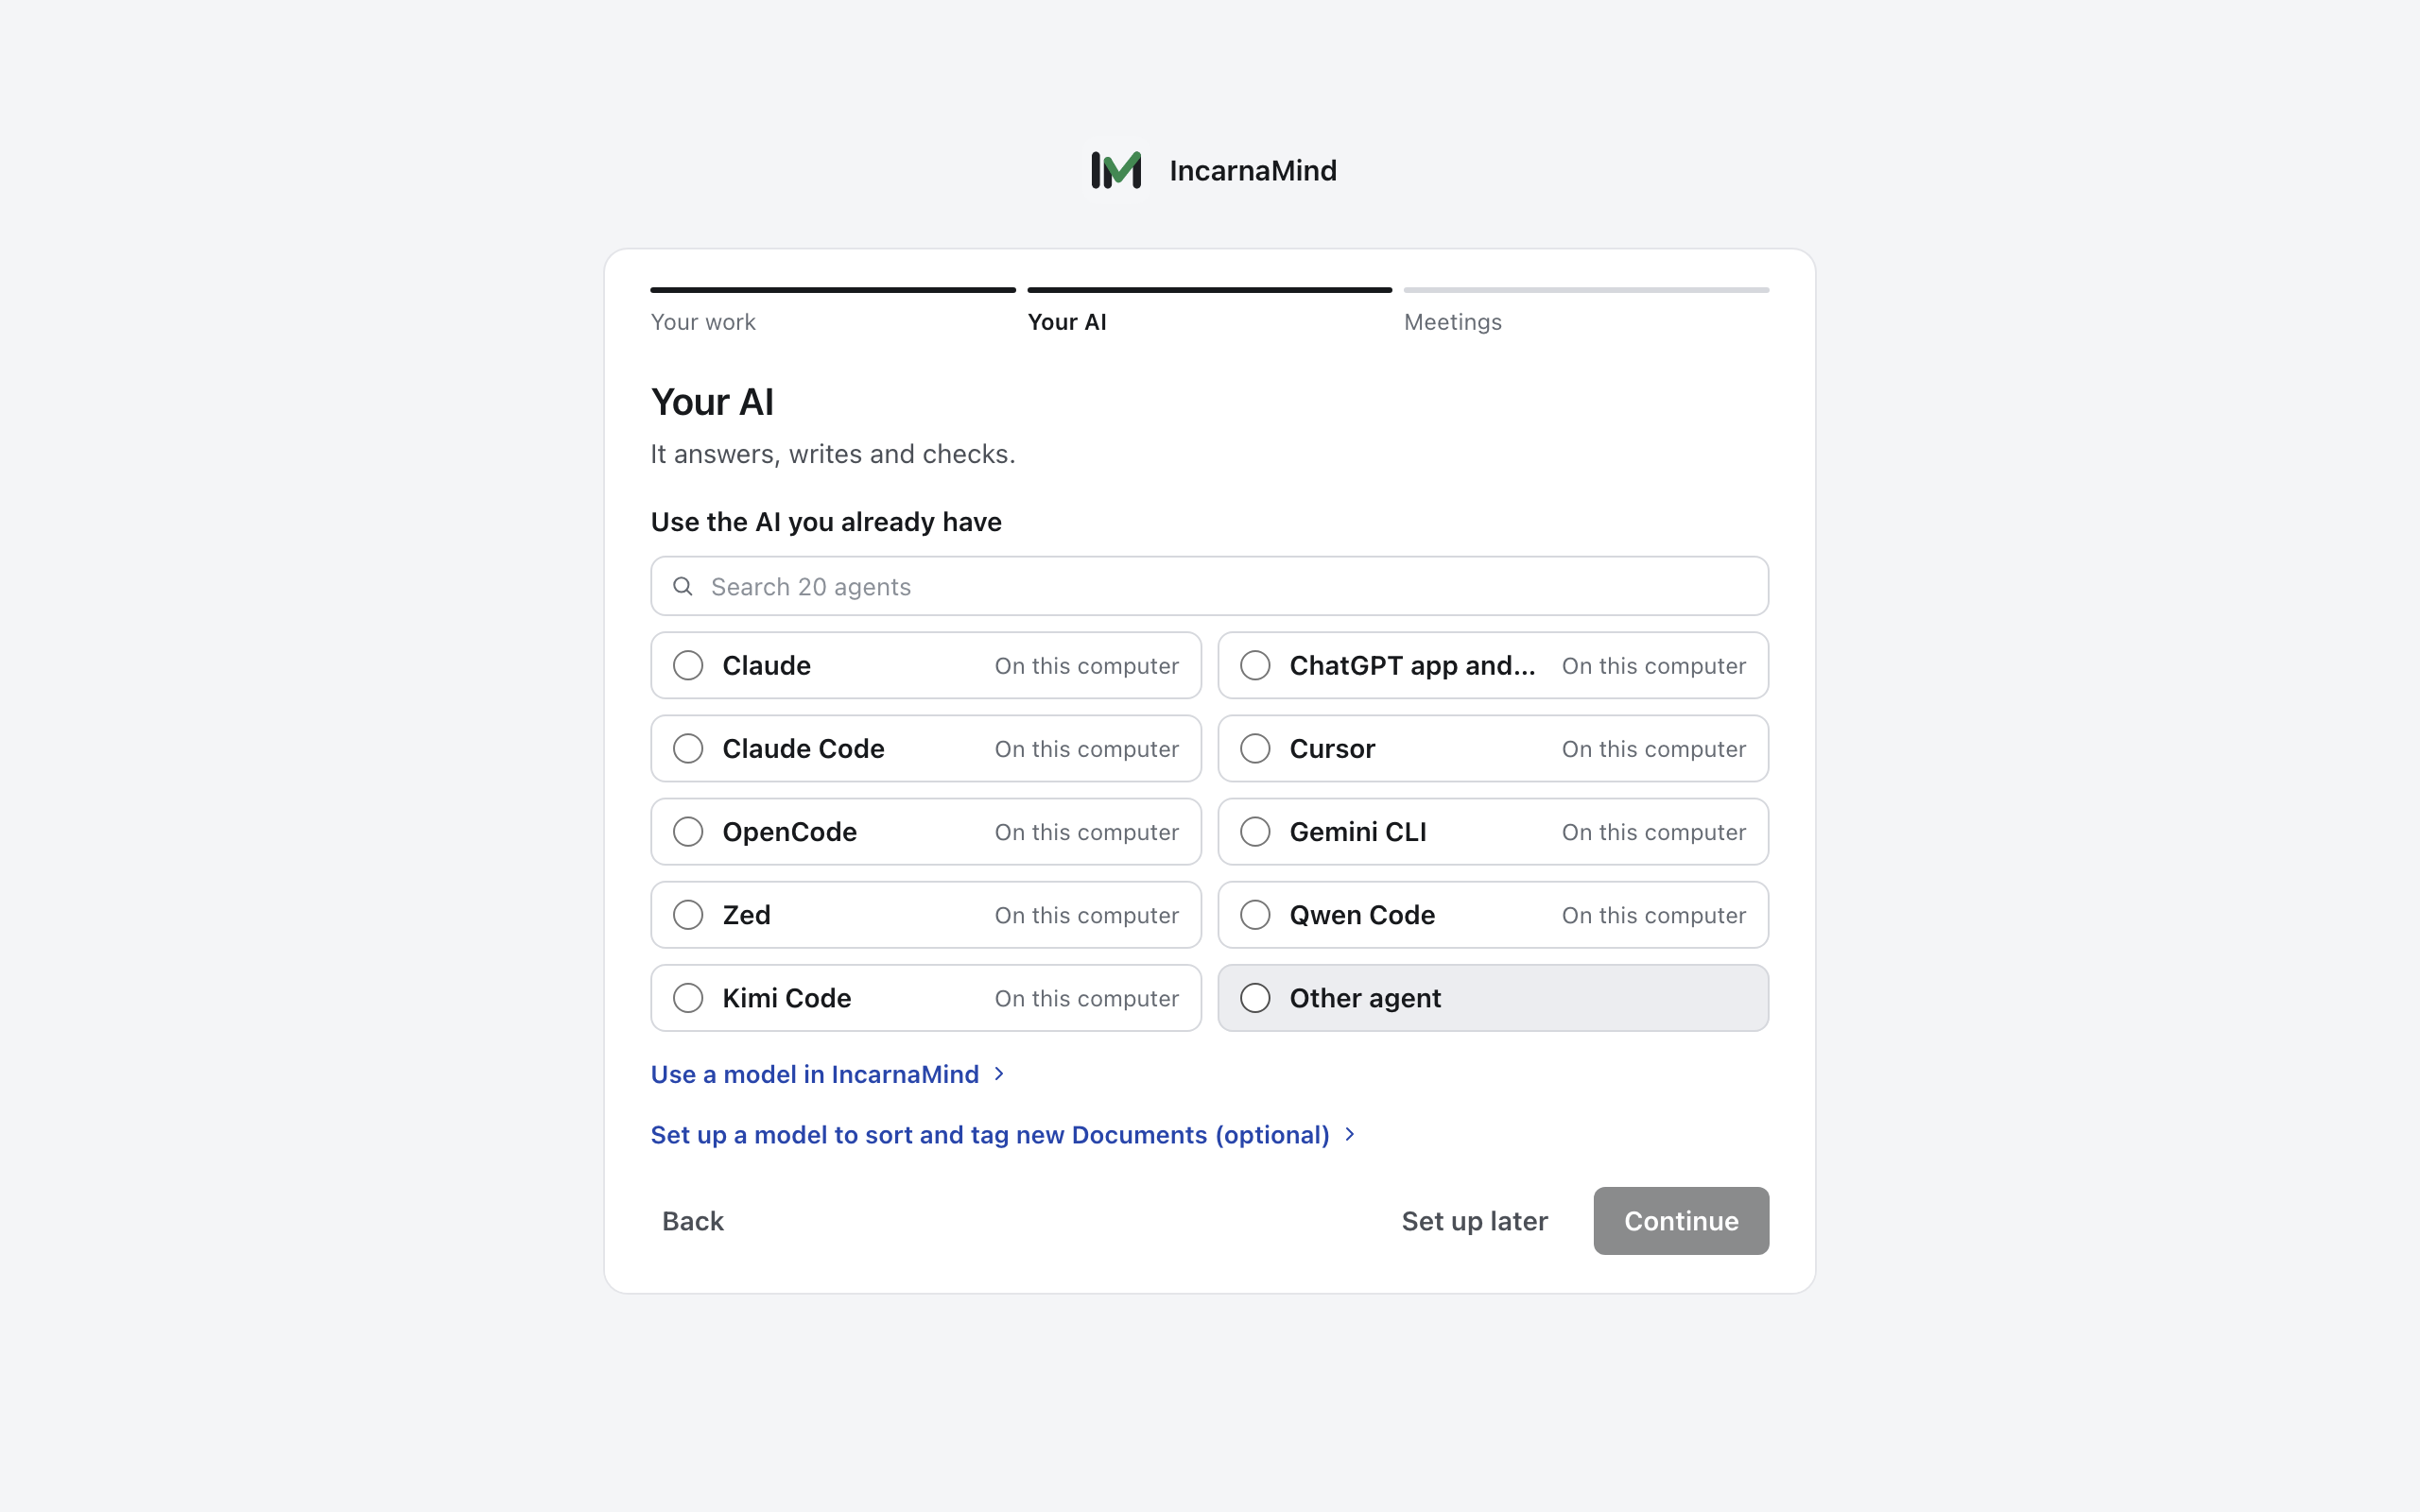 IncarnaMind
Your work
Your AI
Meetings
Your AI
It answers, writes and checks.
Use the AI you already have
Search 20 agents
Claude On this computer
ChatGPT app and... On this computer
Claude Code On this computer
Cursor On this computer
OpenCode On this computer
Gemini CLI On this computer
Zed On this computer
Qwen Code On this computer
Kimi Code On this computer
Other agent
Use a model in IncarnaMind
Set up a model to sort and tag new Documents (optional)
Back
Set up later
Continue